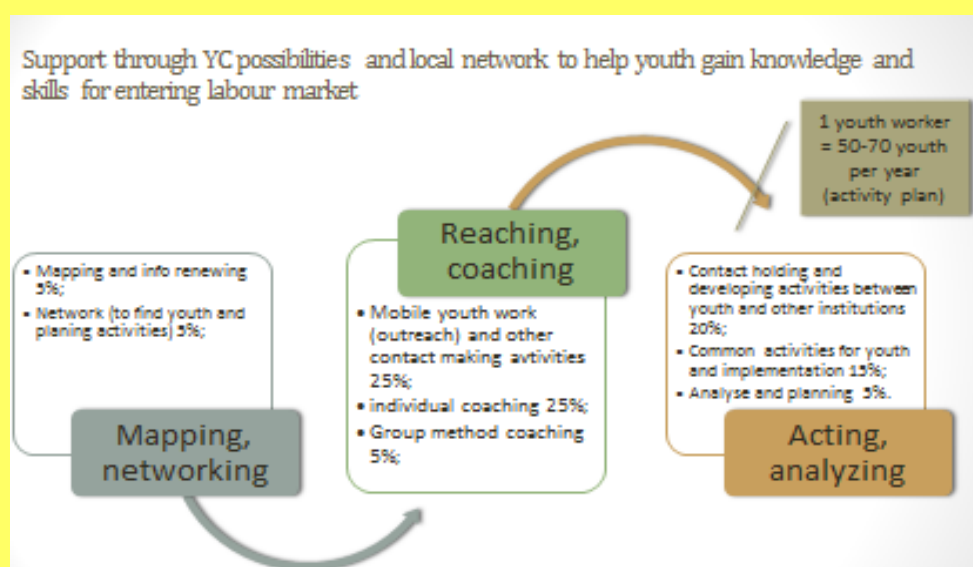 Support through YC possibilities and local network to help youth gain knowledge and
skills for entering labour market
1 youth worker
= 50-70 youth
per year
(activity plan)
• Mapping and info renewing
5%;
• Network (to find youth and
planing activities) 5%;
Mapping,
networking
Reaching,
coaching
• Mobile youth work
(outreach) and other
contact making avtivities
25%;
• individual coaching 25%;
• Group method coaching
5%;
• Contact holding and
developing activities between
youth and other institutions
20%;
• Common activities for youth
and implementation 15%;
• Analyse and planning 5%.
Acting,
analyzing